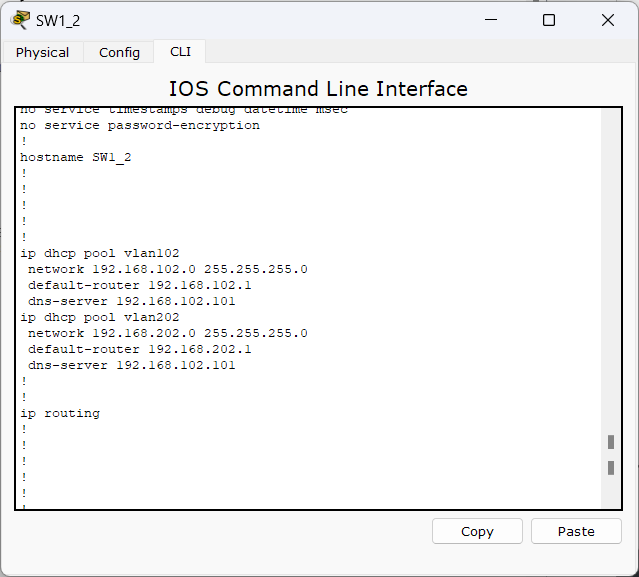 SW1_2
Physical Config CLI
IOS Command Line Interface
no service timestamps debug datetime msec
no service password-encryption
!
hostname SW1_2
!
!
!
!
!
ip dhcp pool vlan102
 network 192.168.102.0 255.255.255.0
 default-router 192.168.102.1
 dns-server 192.168.102.101
ip dhcp pool vlan202
 network 192.168.202.0 255.255.255.0
 default-router 192.168.202.1
 dns-server 192.168.102.101
!
!
ip routing
!
!
!
!
!
!
Copy Paste